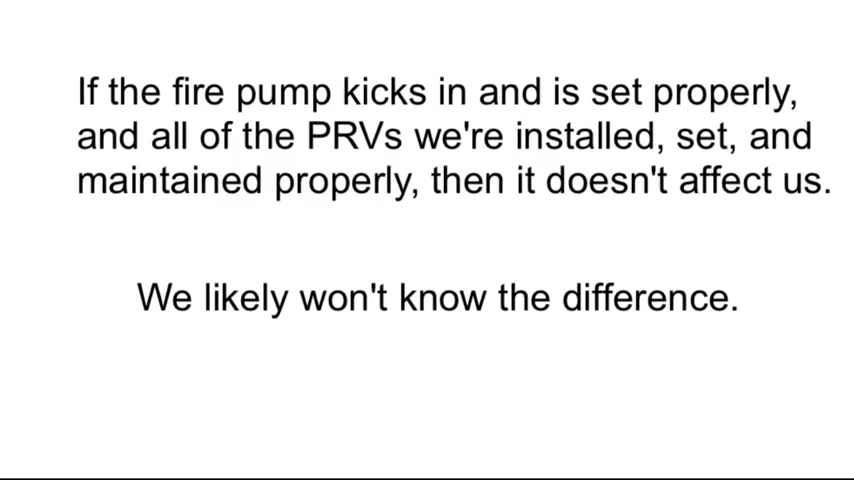 If the fire pump kicks in and is set properly,
and all of the PRVs we're installed, set, and
maintained properly, then it doesn't affect us.
We likely won't know the difference.